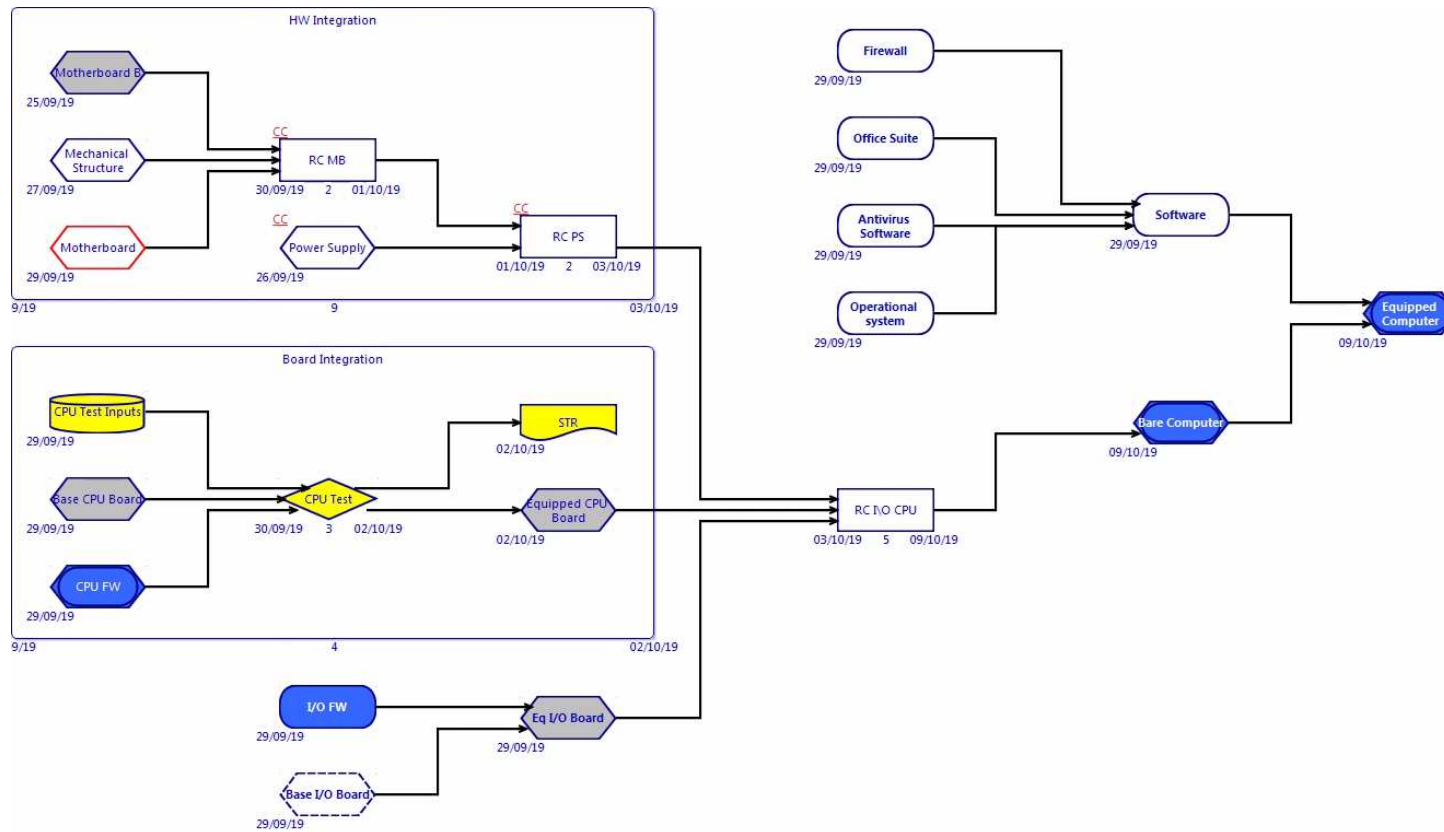 HW Integration
Motherboard B
25/09/19
Mechanical
Structure
27/09/19
Motherboard
29/09/19
CC
RC MB
30/09/19 2 01/10/19
CC
Power Supply
26/09/19
CC
RC PS
01/10/19 2 03/10/19
9/19 9 03/10/19
Board Integration
CPU Test Inputs
29/09/19
Base CPU Board
29/09/19
CPU FW
29/09/19
CPU Test
30/09/19 3 02/10/19
STR
02/10/19
Equipped CPU
Board
02/10/19
9/19 4 02/10/19
I/O FW
29/09/19
Base I/O Board
29/09/19
Eq I/O Board
29/09/19
RC I\O CPU
03/10/19 5 09/10/19
Firewall
29/09/19
Office Suite
29/09/19
Antivirus
Software
29/09/19
Operational
system
29/09/19
Software
29/09/19
Bare Computer
09/10/19
Equipped
Computer
09/10/19